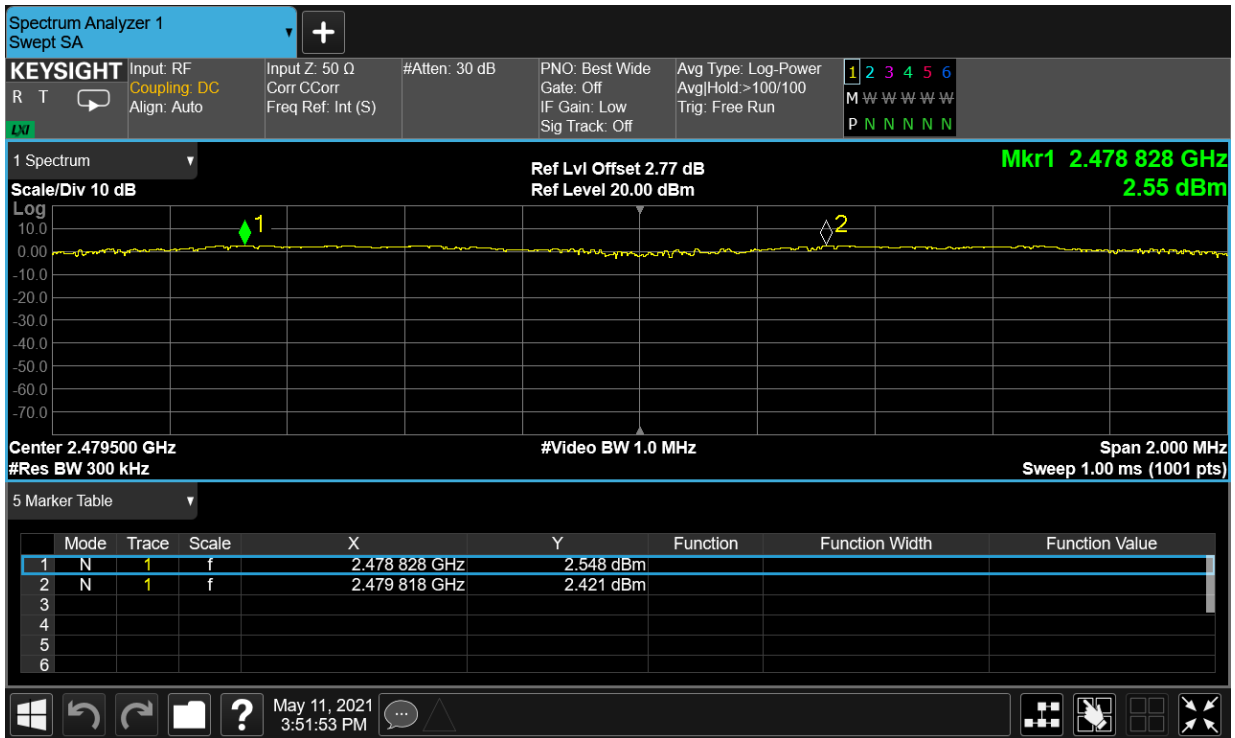 Spectrum Analyzer 1
Swept SA
+
KEYSIGHT
R T
LXI
Input: RF
Coupling: DC
Align: Auto
Input Z: 50 Ω
Corr CCorr
Freq Ref: Int (S)
#Atten: 30 dB
PNO: Best Wide
Gate: Off
IF Gain: Low
Sig Track: Off
Avg Type: Log-Power
Avg|Hold:>100/100
Trig: Free Run
1 2 3 4 5 6
M W W W W W
P N N N N N
1 Spectrum
Scale/Div 10 dB
Ref Lvl Offset 2.77 dB
Ref Level 20.00 dBm
Mkr1 2.478 828 GHz
2.55 dBm
Log
10.0
0.00
-10.0
-20.0
-30.0
-40.0
-50.0
-60.0
-70.0
1
2
Center 2.479500 GHz
#Res BW 300 kHz
#Video BW 1.0 MHz
Span 2.000 MHz
Sweep 1.00 ms (1001 pts)
5 Marker Table
Mode Trace Scale X Y Function Function Width Function Value
1 N 1 f 2.478 828 GHz 2.548 dBm
2 N 1 f 2.479 818 GHz 2.421 dBm
3
4
5
6
?
May 11, 2021
3:51:53 PM